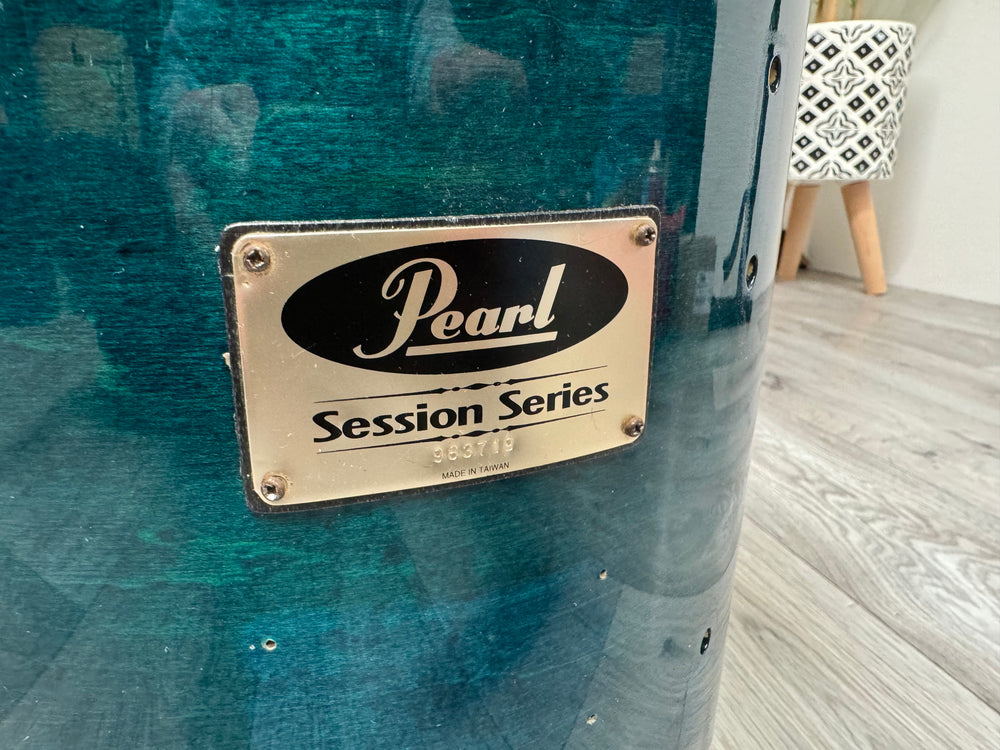 Pearl
Session Series
963719
MADE IN TAIWAN